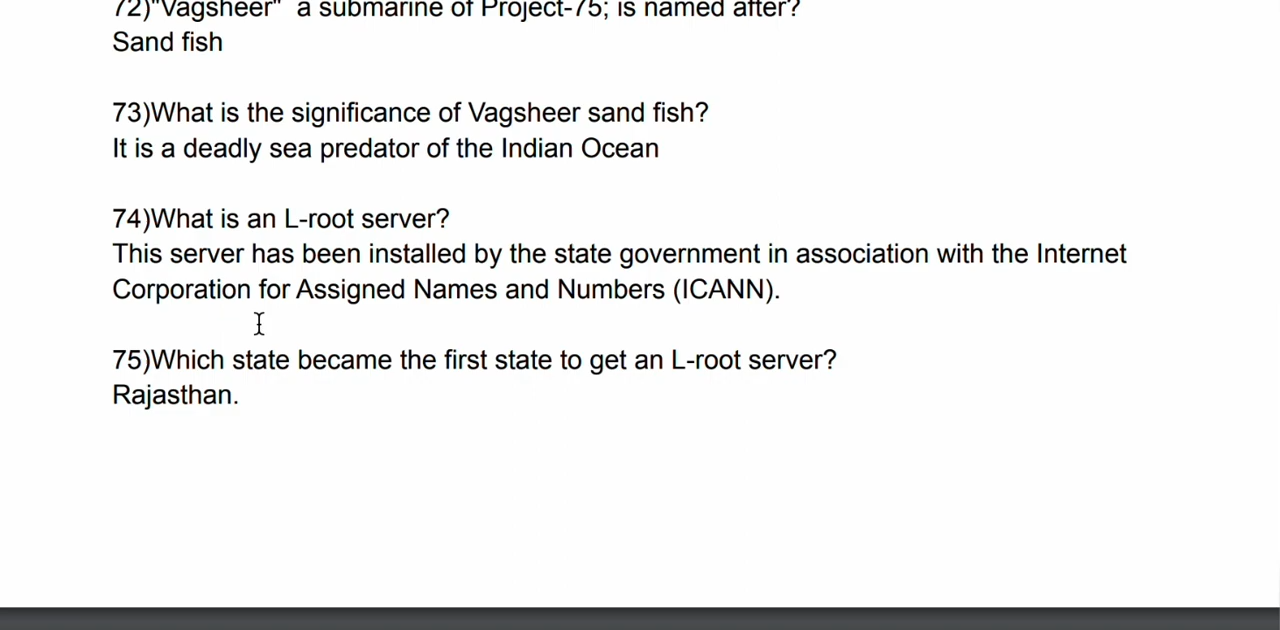 72)"Vagsheer"  a submarine of Project-75; is named after?
Sand fish
73)What is the significance of Vagsheer sand fish?
It is a deadly sea predator of the Indian Ocean
74)What is an L-root server?
This server has been installed by the state government in association with the Internet
Corporation for Assigned Names and Numbers (ICANN).
75)Which state became the first state to get an L-root server?
Rajasthan.